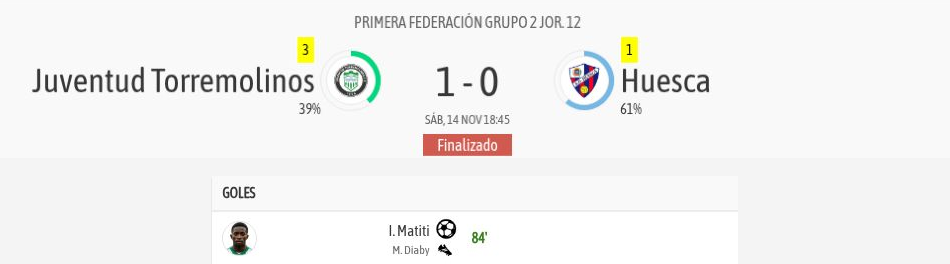 PRIMERA FEDERACIÓN GRUPO 2 JOR. 12
3
Juventud Torremolinos
39%
1 - 0
1
Huesca
61%
SÁB, 14 NOV 18:45
Finalizado
GOLES
I. Matiti
84'
M. Diaby